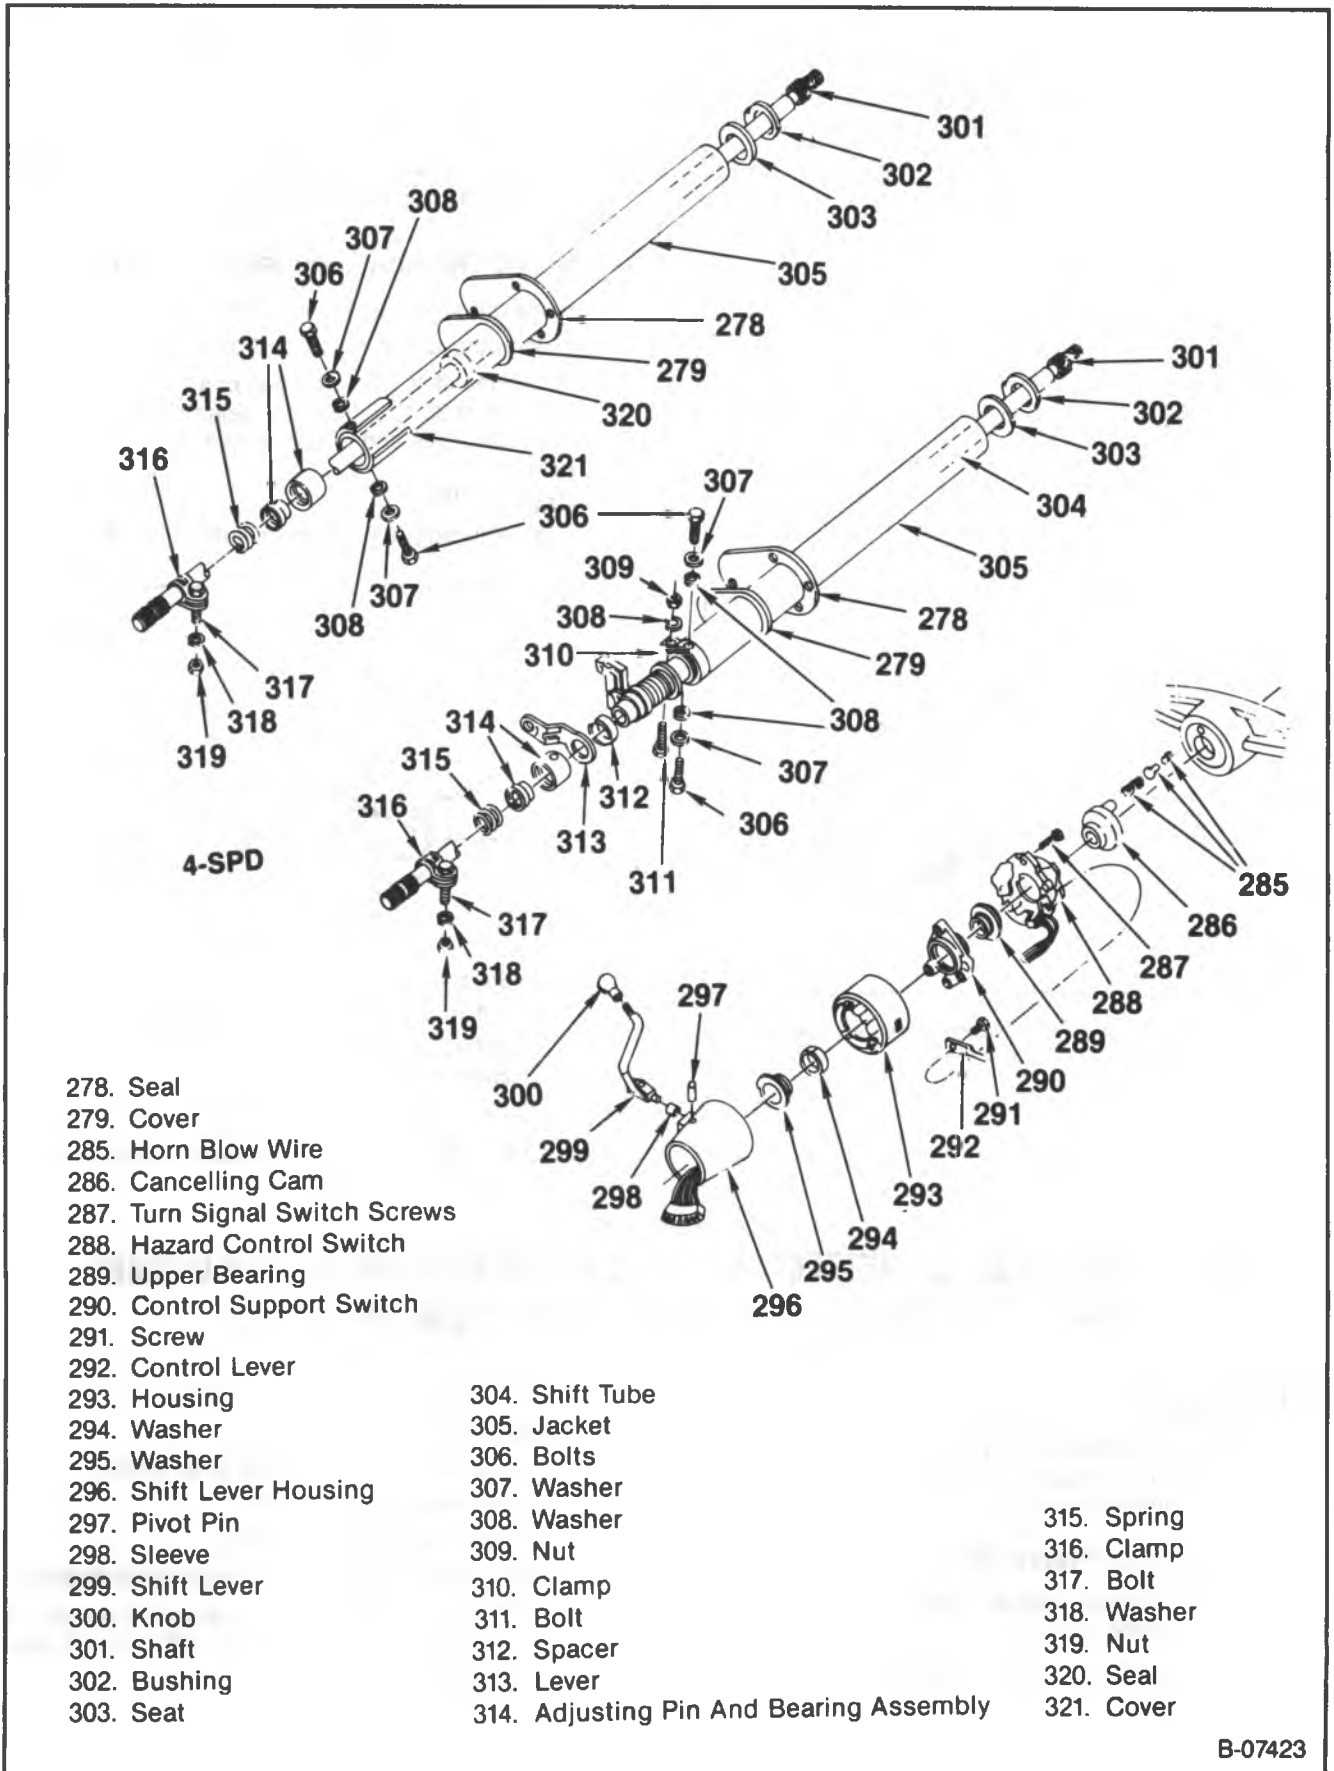 301
302
303
308
307
305
306
278
314
279
301
315
320
302
316
321
303
307
304
306
309
305
307
308
308
278
310
317
279
318
314
308
319
315
307
312
316
306
313
4-SPD
311
285
317
286
318
287
297
288
319
289
300
290
291
299
292
298
293
294
295
296
278. Seal
279. Cover
285. Horn Blow Wire
286. Cancelling Cam
287. Turn Signal Switch Screws
288. Hazard Control Switch
289. Upper Bearing
290. Control Support Switch
291. Screw
292. Control Lever
293. Housing
294. Washer
295. Washer
296. Shift Lever Housing
297. Pivot Pin
298. Sleeve
299. Shift Lever
300. Knob
301. Shaft
302. Bushing
303. Seat
304. Shift Tube
305. Jacket
306. Bolts
307. Washer
308. Washer
309. Nut
310. Clamp
311. Bolt
312. Spacer
313. Lever
314. Adjusting Pin And Bearing Assembly
315. Spring
316. Clamp
317. Bolt
318. Washer
319. Nut
320. Seal
321. Cover
B-07423